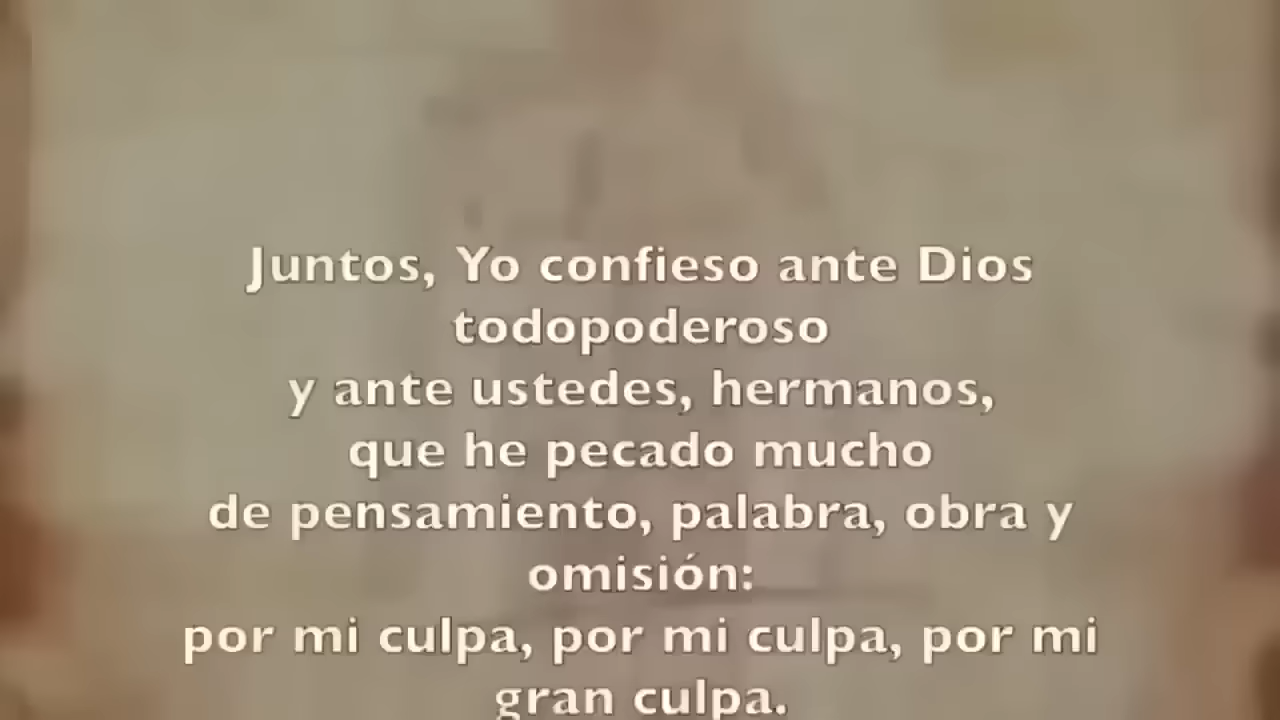 Juntos, Yo confieso ante Dios
todopoderoso
y ante ustedes, hermanos,
que he pecado mucho
de pensamiento, palabra, obra y
omisión:
por mi culpa, por mi culpa, por mi
gran culpa.